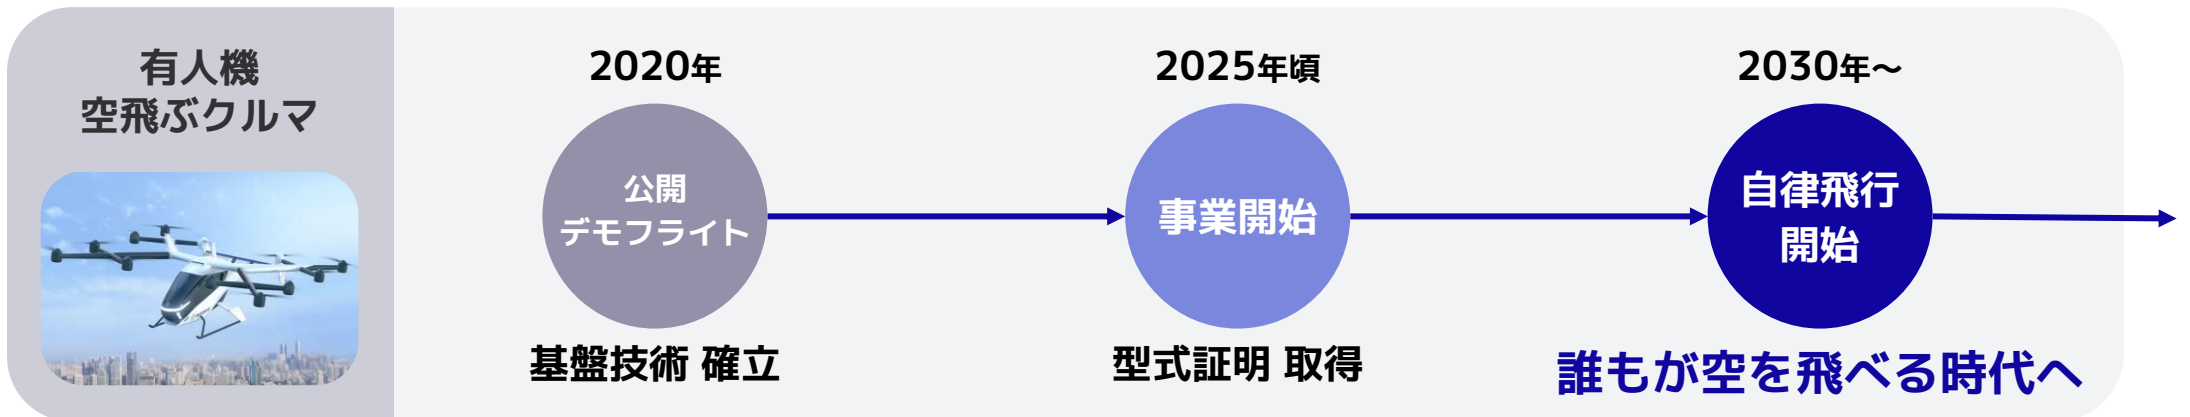 有人機
空飛ぶクルマ
2020年
公開
デモフライト
基盤技術 確立
2025年頃
事業開始
型式証明 取得
2030年～
自律飛行
開始
誰もが空を飛べる時代へ